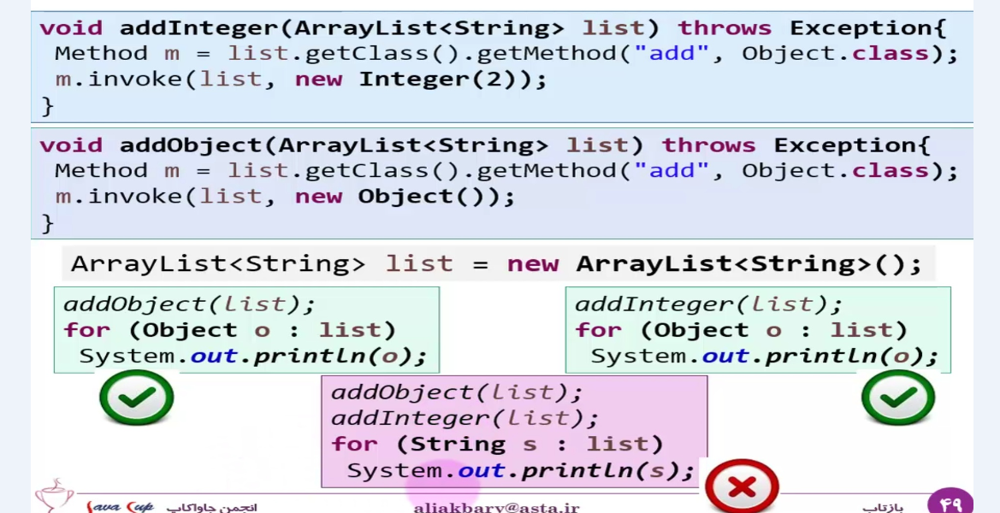 void addInteger(ArrayList<String> list) throws Exception{
Method m = list.getClass().getMethod("add", Object.class);
m.invoke(list, new Integer(2));
}
void addObject(ArrayList<String> list) throws Exception{
Method m = list.getClass().getMethod("add", Object.class);
m.invoke(list, new Object());
}
ArrayList<String> list = new ArrayList<String>();
addObject(list);
for (Object o : list)
System.out.println(o);
addInteger(list);
for (Object o : list)
System.out.println(o);
addObject(list);
addInteger(list);
for (String s : list)
System.out.println(s);
Java Cup
انجمن جاواکاپ
aliakbary@asta.ir
بازتاب
۴۹